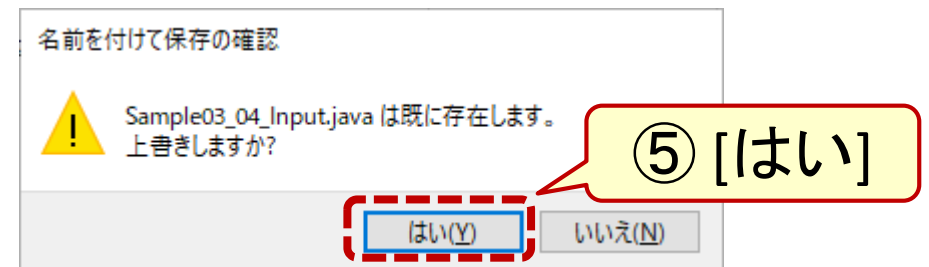 名前を付けて保存の確認
Sample03_04_Input.java は既に存在します。
上書きしますか?
⑤ [はい]
はい(Y)
いいえ(N)